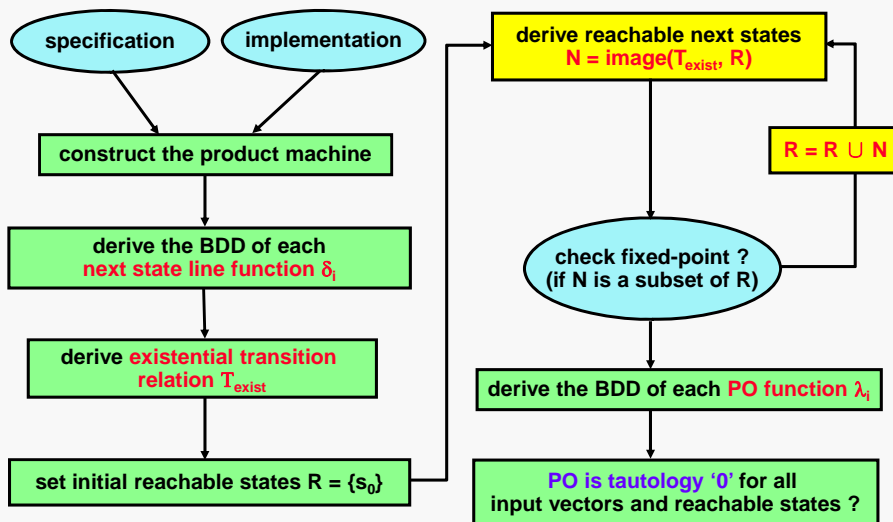 specification
implementation
construct the product machine
derive the BDD of each
next state line function δi
derive existential transition
relation Texist
set initial reachable states R = {s0}
derive reachable next states
N = image(Texist, R)
R = R ∪ N
check fixed-point ?
(if N is a subset of R)
derive the BDD of each PO function λi
PO is tautology ‘0’ for all
input vectors and reachable states ?